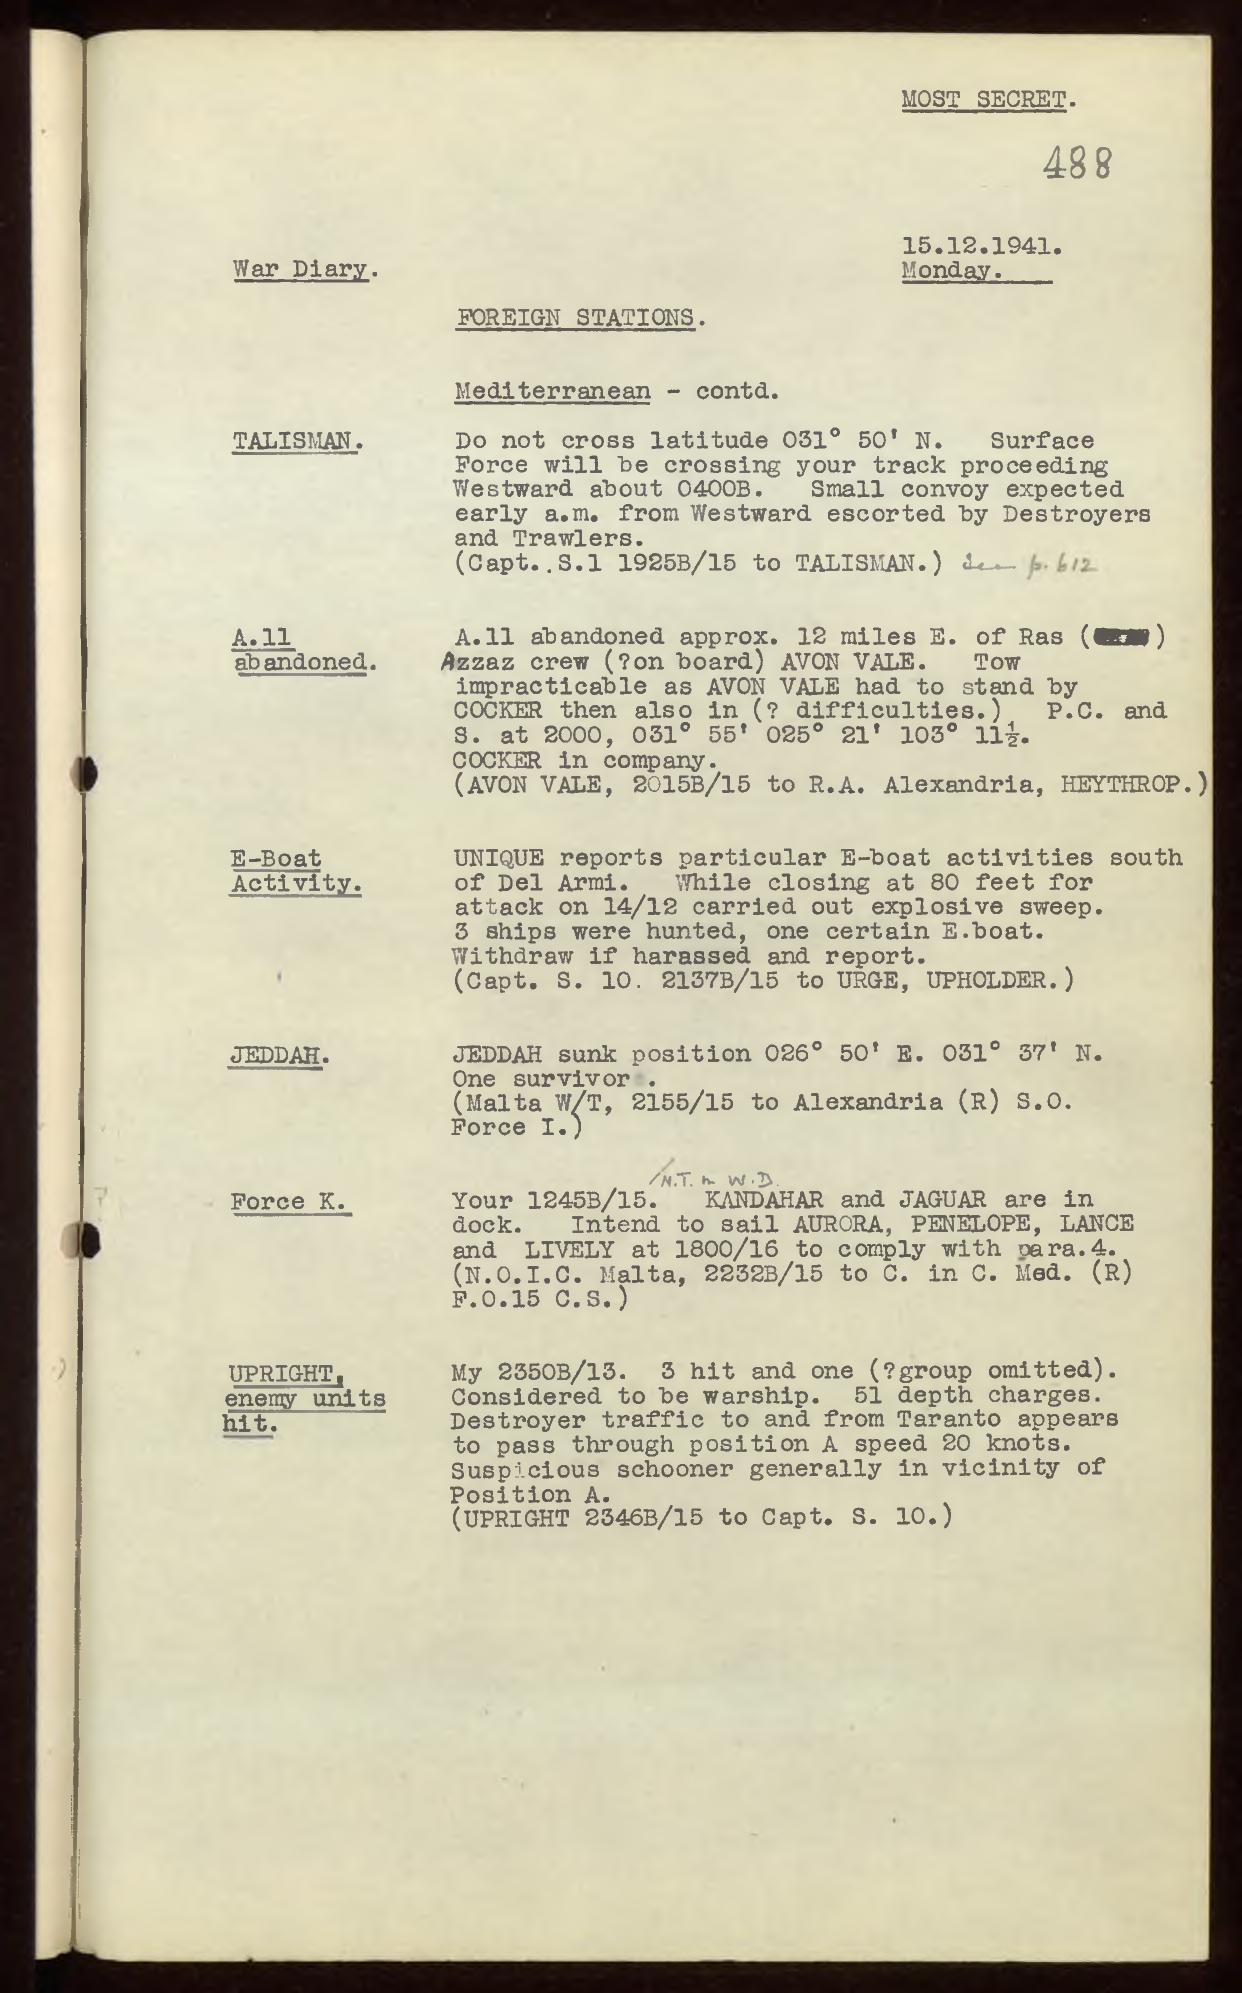 MOST SECRET.
488
15.12.1941.
War Diary.
Monday.
FOREIGN STATIONS.
Mediterranean - contd.
TALISMAN.
Do not cross latitude 031° 50' N. Surface
Force will be crossing your track proceeding
Westward about 0400B. Small convoy expected
early a.m. from Westward escorted by Destroyers
and Trawlers.
(Capt..S.1 1925B/15 to TALISMAN.) See p. 612
A.11
abandoned.
A.11 abandoned approx. 12 miles E. of Ras ( )
Azzaz crew (?on board) AVON VALE. Tow
impracticable as AVON VALE had to stand by
COCKER then also in (? difficulties.) P.C. and
S. at 2000, 031° 55' 025° 21' 103° 11½.
COCKER in company.
(AVON VALE, 2015B/15 to R.A. Alexandria, HEYTHROP.)
E-Boat
Activity.
UNIQUE reports particular E-boat activities south
of Del Armi. While closing at 80 feet for
attack on 14/12 carried out explosive sweep.
3 ships were hunted, one certain E.boat.
Withdraw if harassed and report.
(Capt. S. 10. 2137B/15 to URGE, UPHOLDER.)
JEDDAH.
JEDDAH sunk position 026° 50' E. 031° 37' N.
One survivor .
(Malta W/T, 2155/15 to Alexandria (R) S.O.
Force I.)
/N.T. in W.D.
Force K.
Your 1245B/15. KANDAHAR and JAGUAR are in
dock. Intend to sail AURORA, PENELOPE, LANCE
and LIVELY at 1800/16 to comply with para.4.
(N.O.I.C. Malta, 2232B/15 to C. in C. Med. (R)
F.O.15 C.S.)
UPRIGHT,
enemy units
hit.
My 2350B/13. 3 hit and one (?group omitted).
Considered to be warship. 51 depth charges.
Destroyer traffic to and from Taranto appears
to pass through position A speed 20 knots.
Suspicious schooner generally in vicinity of
Position A.
(UPRIGHT 2346B/15 to Capt. S. 10.)